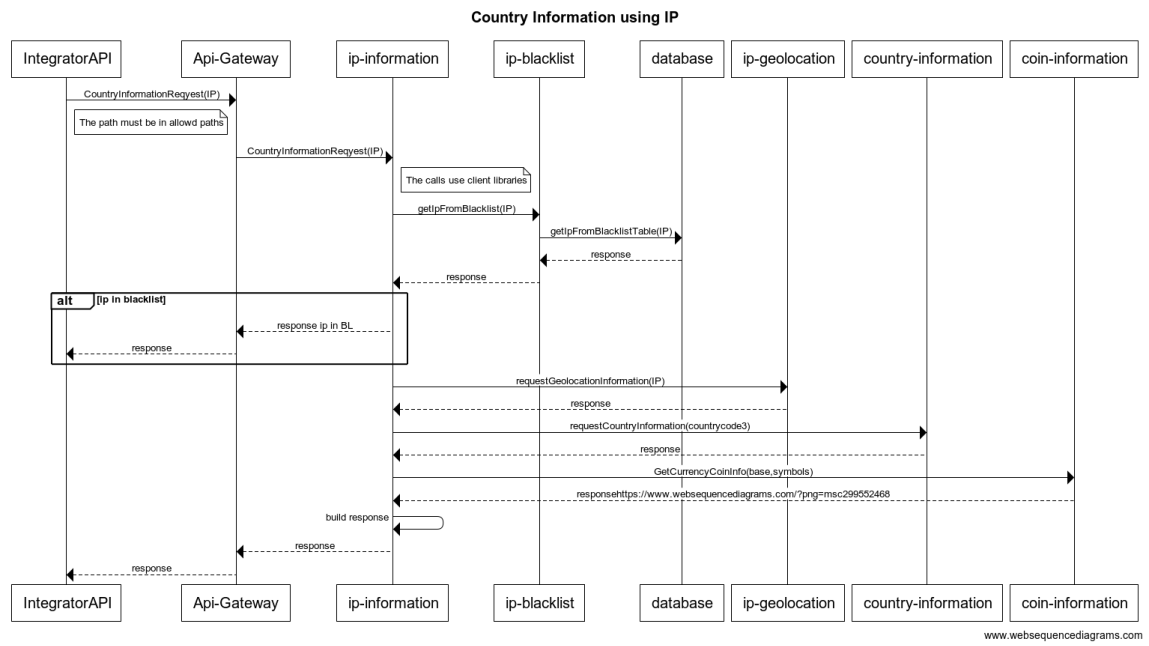 Country Information using IP
IntegratorAPI
Api-Gateway
ip-information
ip-blacklist
database
ip-geolocation
country-information
coin-information
CountryInformationReqyest(IP)
The path must be in allowd paths
CountryInformationReqyest(IP)
The calls use client libraries
getIpFromBlacklist(IP)
getIpFromBlacklistTable(IP)
response
response
alt
[ip in blacklist]
response ip in BL
response
requestGeolocationInformation(IP)
response
requestCountryInformation(countrycode3)
response
GetCurrencyCoinInfo(base,symbols)
responsehttps://www.websequencediagrams.com/?png=msc299552468
build response
response
response
IntegratorAPI
Api-Gateway
ip-information
ip-blacklist
database
ip-geolocation
country-information
coin-information
www.websequencediagrams.com